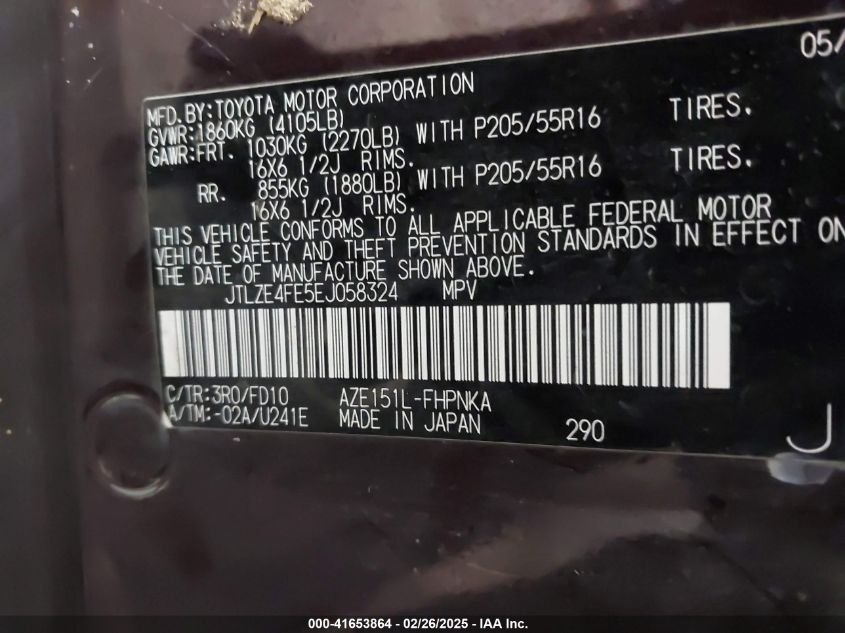 05/
MFD.BY:TOYOTA MOTOR CORPORATION
GVWR:1860KG (4105LB)
GAWR:FRT. 1030KG (2270LB) WITH P205/55R16 TIRES.
16X6 1/2J RIMS.
RR. 855KG (1880LB) WITH P205/55R16 TIRES.
16X6 1/2J RIMS.
THIS VEHICLE CONFORMS TO ALL APPLICABLE FEDERAL MOTOR
VEHICLE SAFETY AND THEFT PREVENTION STANDARDS IN EFFECT ON
THE DATE OF MANUFACTURE SHOWN ABOVE.
JTLZE4FE5EJ058324 MPV
C/TR:3R0/FD10 AZE151L-FHPNKA
A/TM:-02A/U241E MADE IN JAPAN 290 J
000-41653864 - 02/26/2025 - IAA Inc.